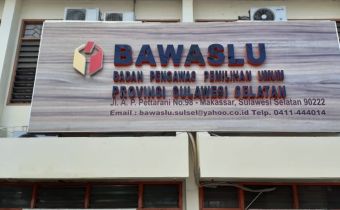 BAWASLU
BADAN PENGAWAS PEMILIHAN UMUM
PROVINSI SULAWESI SELATAN
Jl. A. P. Pettarani No.98 - Makassar, Sulawesi Selatan 90222
Email : bawaslu.sulsel@yahoo.co.id Telp. 0411-444014